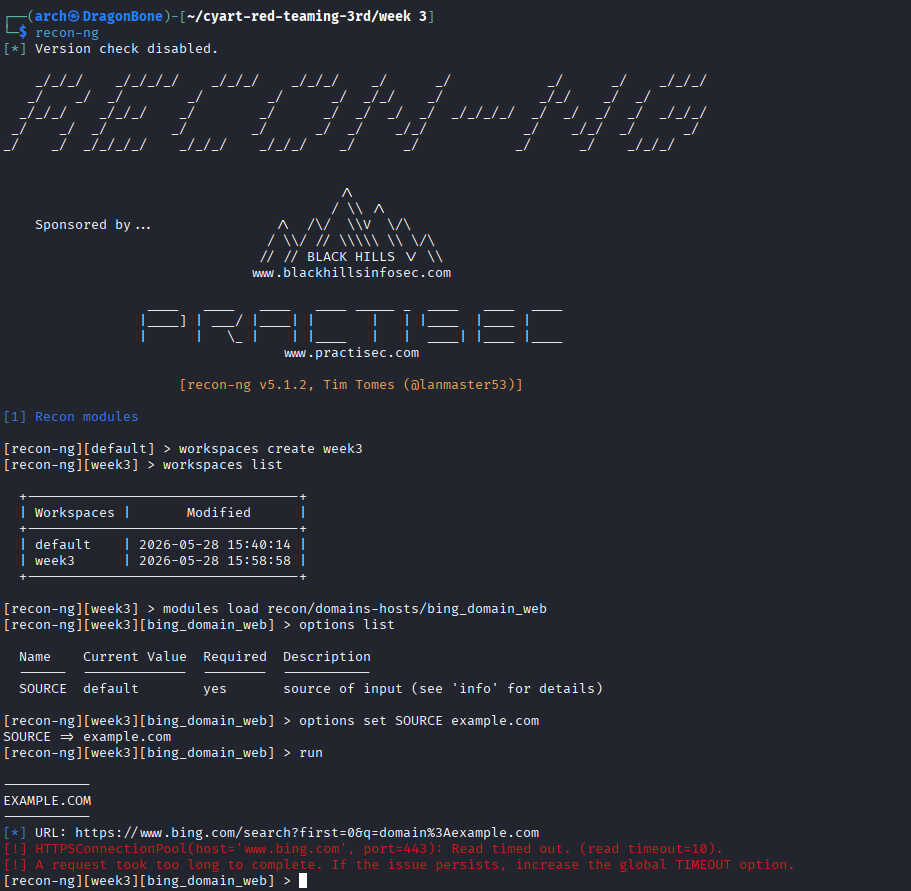 ┌──(arch㉿DragonBone)-[~/cyart-red-teaming-3rd/week 3]
└─$ recon-ng
[*] Version check disabled.
RECON-NG
Sponsored by...
BLACK HILLS
www.blackhillsinfosec.com
PRACTISEC
www.practisec.com
[recon-ng v5.1.2, Tim Tomes (@lanmaster53)]
[1] Recon modules
[recon-ng][default] > workspaces create week3
[recon-ng][week3] > workspaces list
+----------------------------------+
| Workspaces |       Modified      |
+----------------------------------+
| default    | 2026-05-28 15:40:14 |
| week3      | 2026-05-28 15:58:58 |
+----------------------------------+
[recon-ng][week3] > modules load recon/domains-hosts/bing_domain_web
[recon-ng][week3][bing_domain_web] > options list
Name    Current Value  Required  Description
------  -------------  --------  -----------
SOURCE  default        yes       source of input (see 'info' for details)
[recon-ng][week3][bing_domain_web] > options set SOURCE example.com
SOURCE => example.com
[recon-ng][week3][bing_domain_web] > run
-----------
EXAMPLE.COM
-----------
[*] URL: https://www.bing.com/search?first=0&q=domain%3Aexample.com
[!] HTTPSConnectionPool(host='www.bing.com', port=443): Read timed out. (read timeout=10).
[!] A request took too long to complete. If the issue persists, increase the global TIMEOUT option.
[recon-ng][week3][bing_domain_web] >